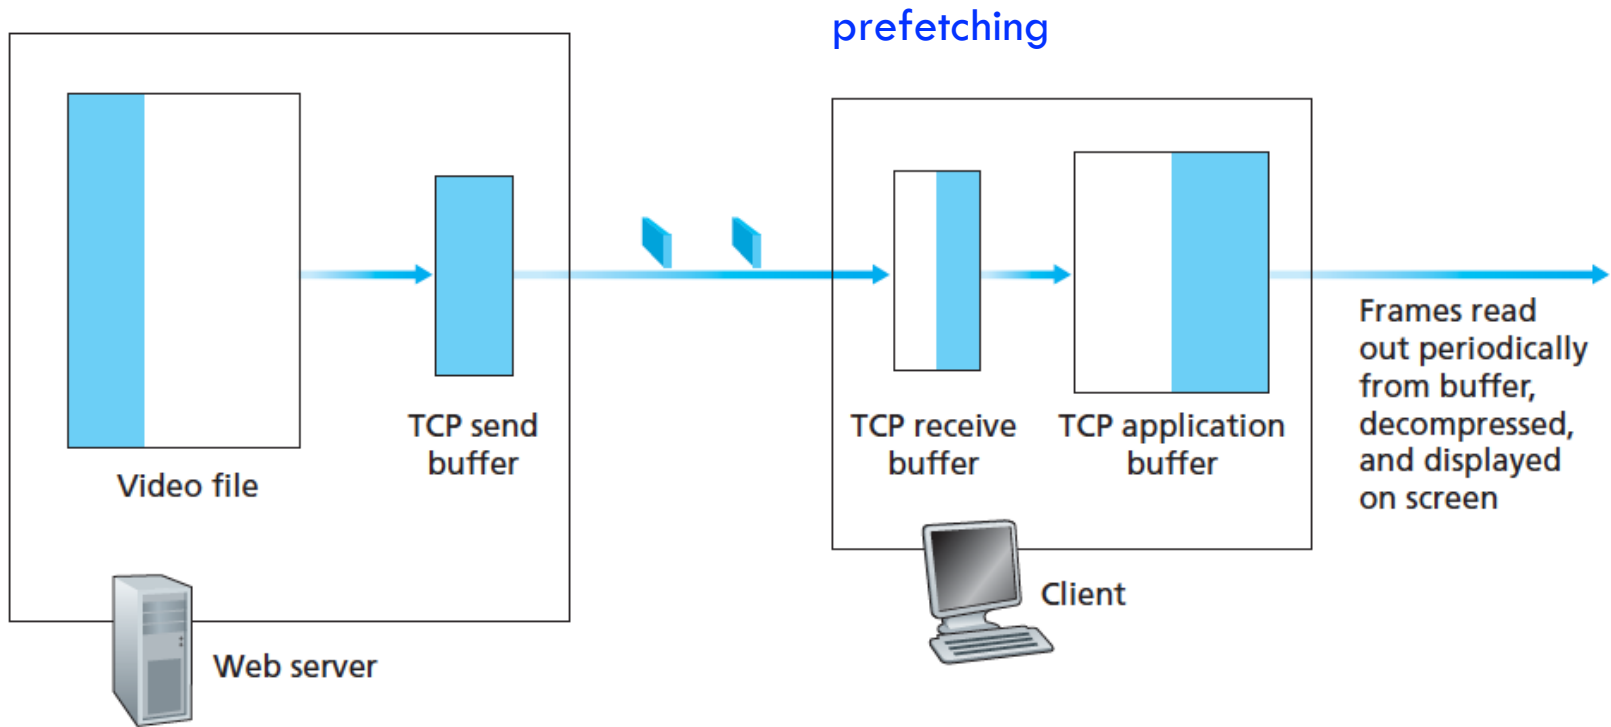 prefetching
Video file
TCP send
buffer
TCP receive
buffer
TCP application
buffer
Frames read
out periodically
from buffer,
decompressed,
and displayed
on screen
Web server
Client